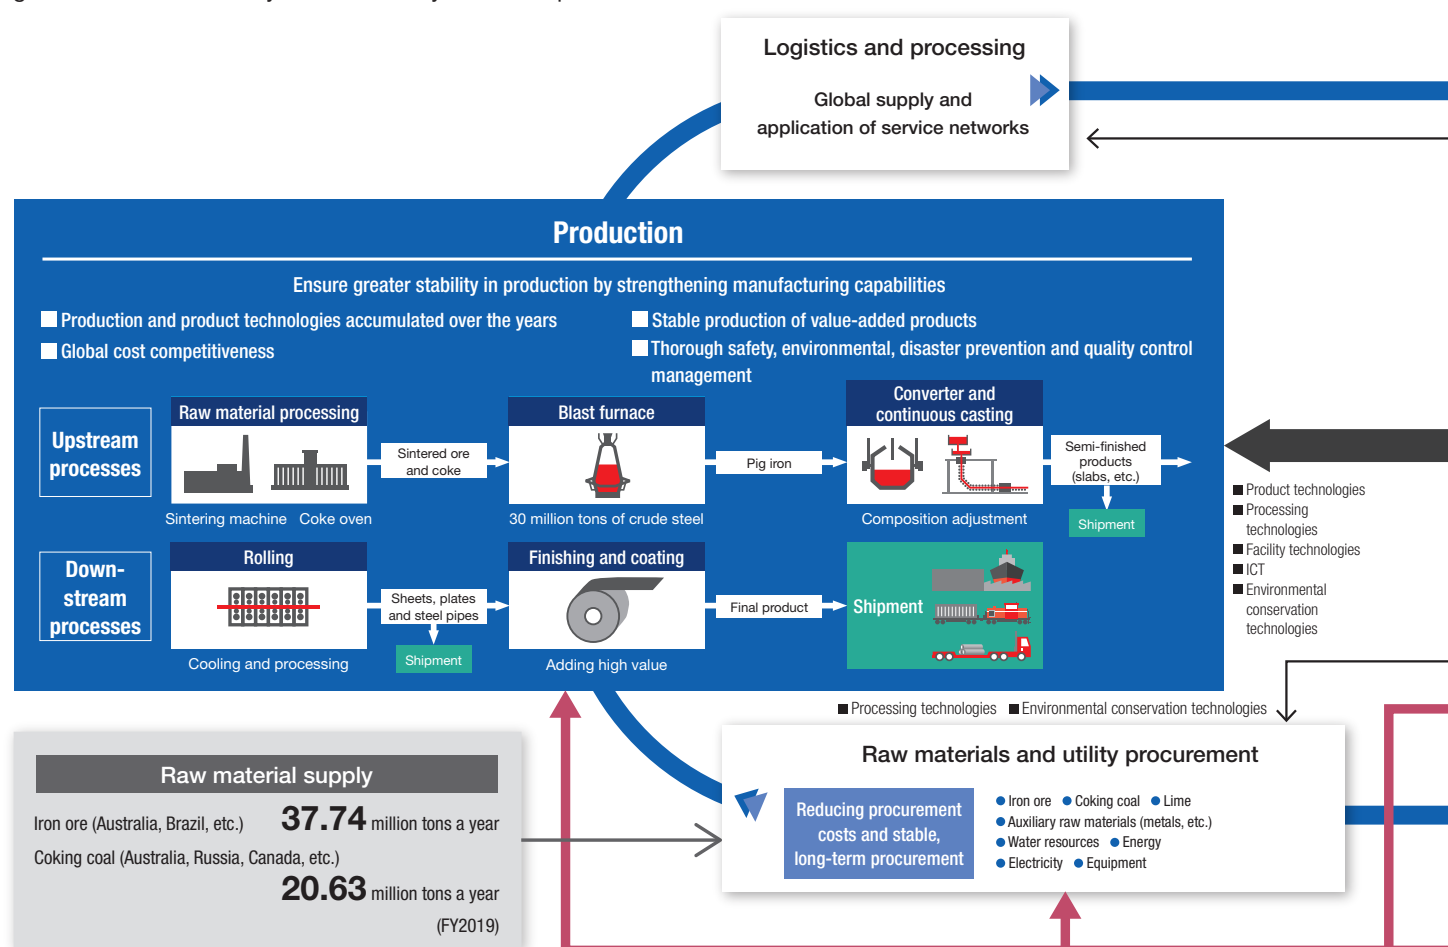 Logistics and processing
Global supply and
application of service networks
Production
Ensure greater stability in production by strengthening manufacturing capabilities
Production and product technologies accumulated over the years
Global cost competitiveness
Stable production of value-added products
Thorough safety, environmental, disaster prevention and quality control
management
Upstream
processes
Raw material processing
Sintering machine Coke oven
Sintered ore
and coke
Blast furnace
30 million tons of crude steel
Pig iron
Converter and
continuous casting
Composition adjustment
Semi-finished
products
(slabs, etc.)
Shipment
Down-
stream
processes
Rolling
Cooling and processing
Sheets, plates
and steel pipes
Shipment
Finishing and coating
Adding high value
Final product
Shipment
Product technologies
Processing
technologies
Facility technologies
ICT
Environmental
conservation
technologies
Processing technologies Environmental conservation technologies
Raw material supply
Iron ore (Australia, Brazil, etc.) 37.74 million tons a year
Coking coal (Australia, Russia, Canada, etc.)
20.63 million tons a year
(FY2019)
Raw materials and utility procurement
Reducing procurement
costs and stable,
long-term procurement
Iron ore Coking coal Lime
Auxiliary raw materials (metals, etc.)
Water resources Energy
Electricity Equipment